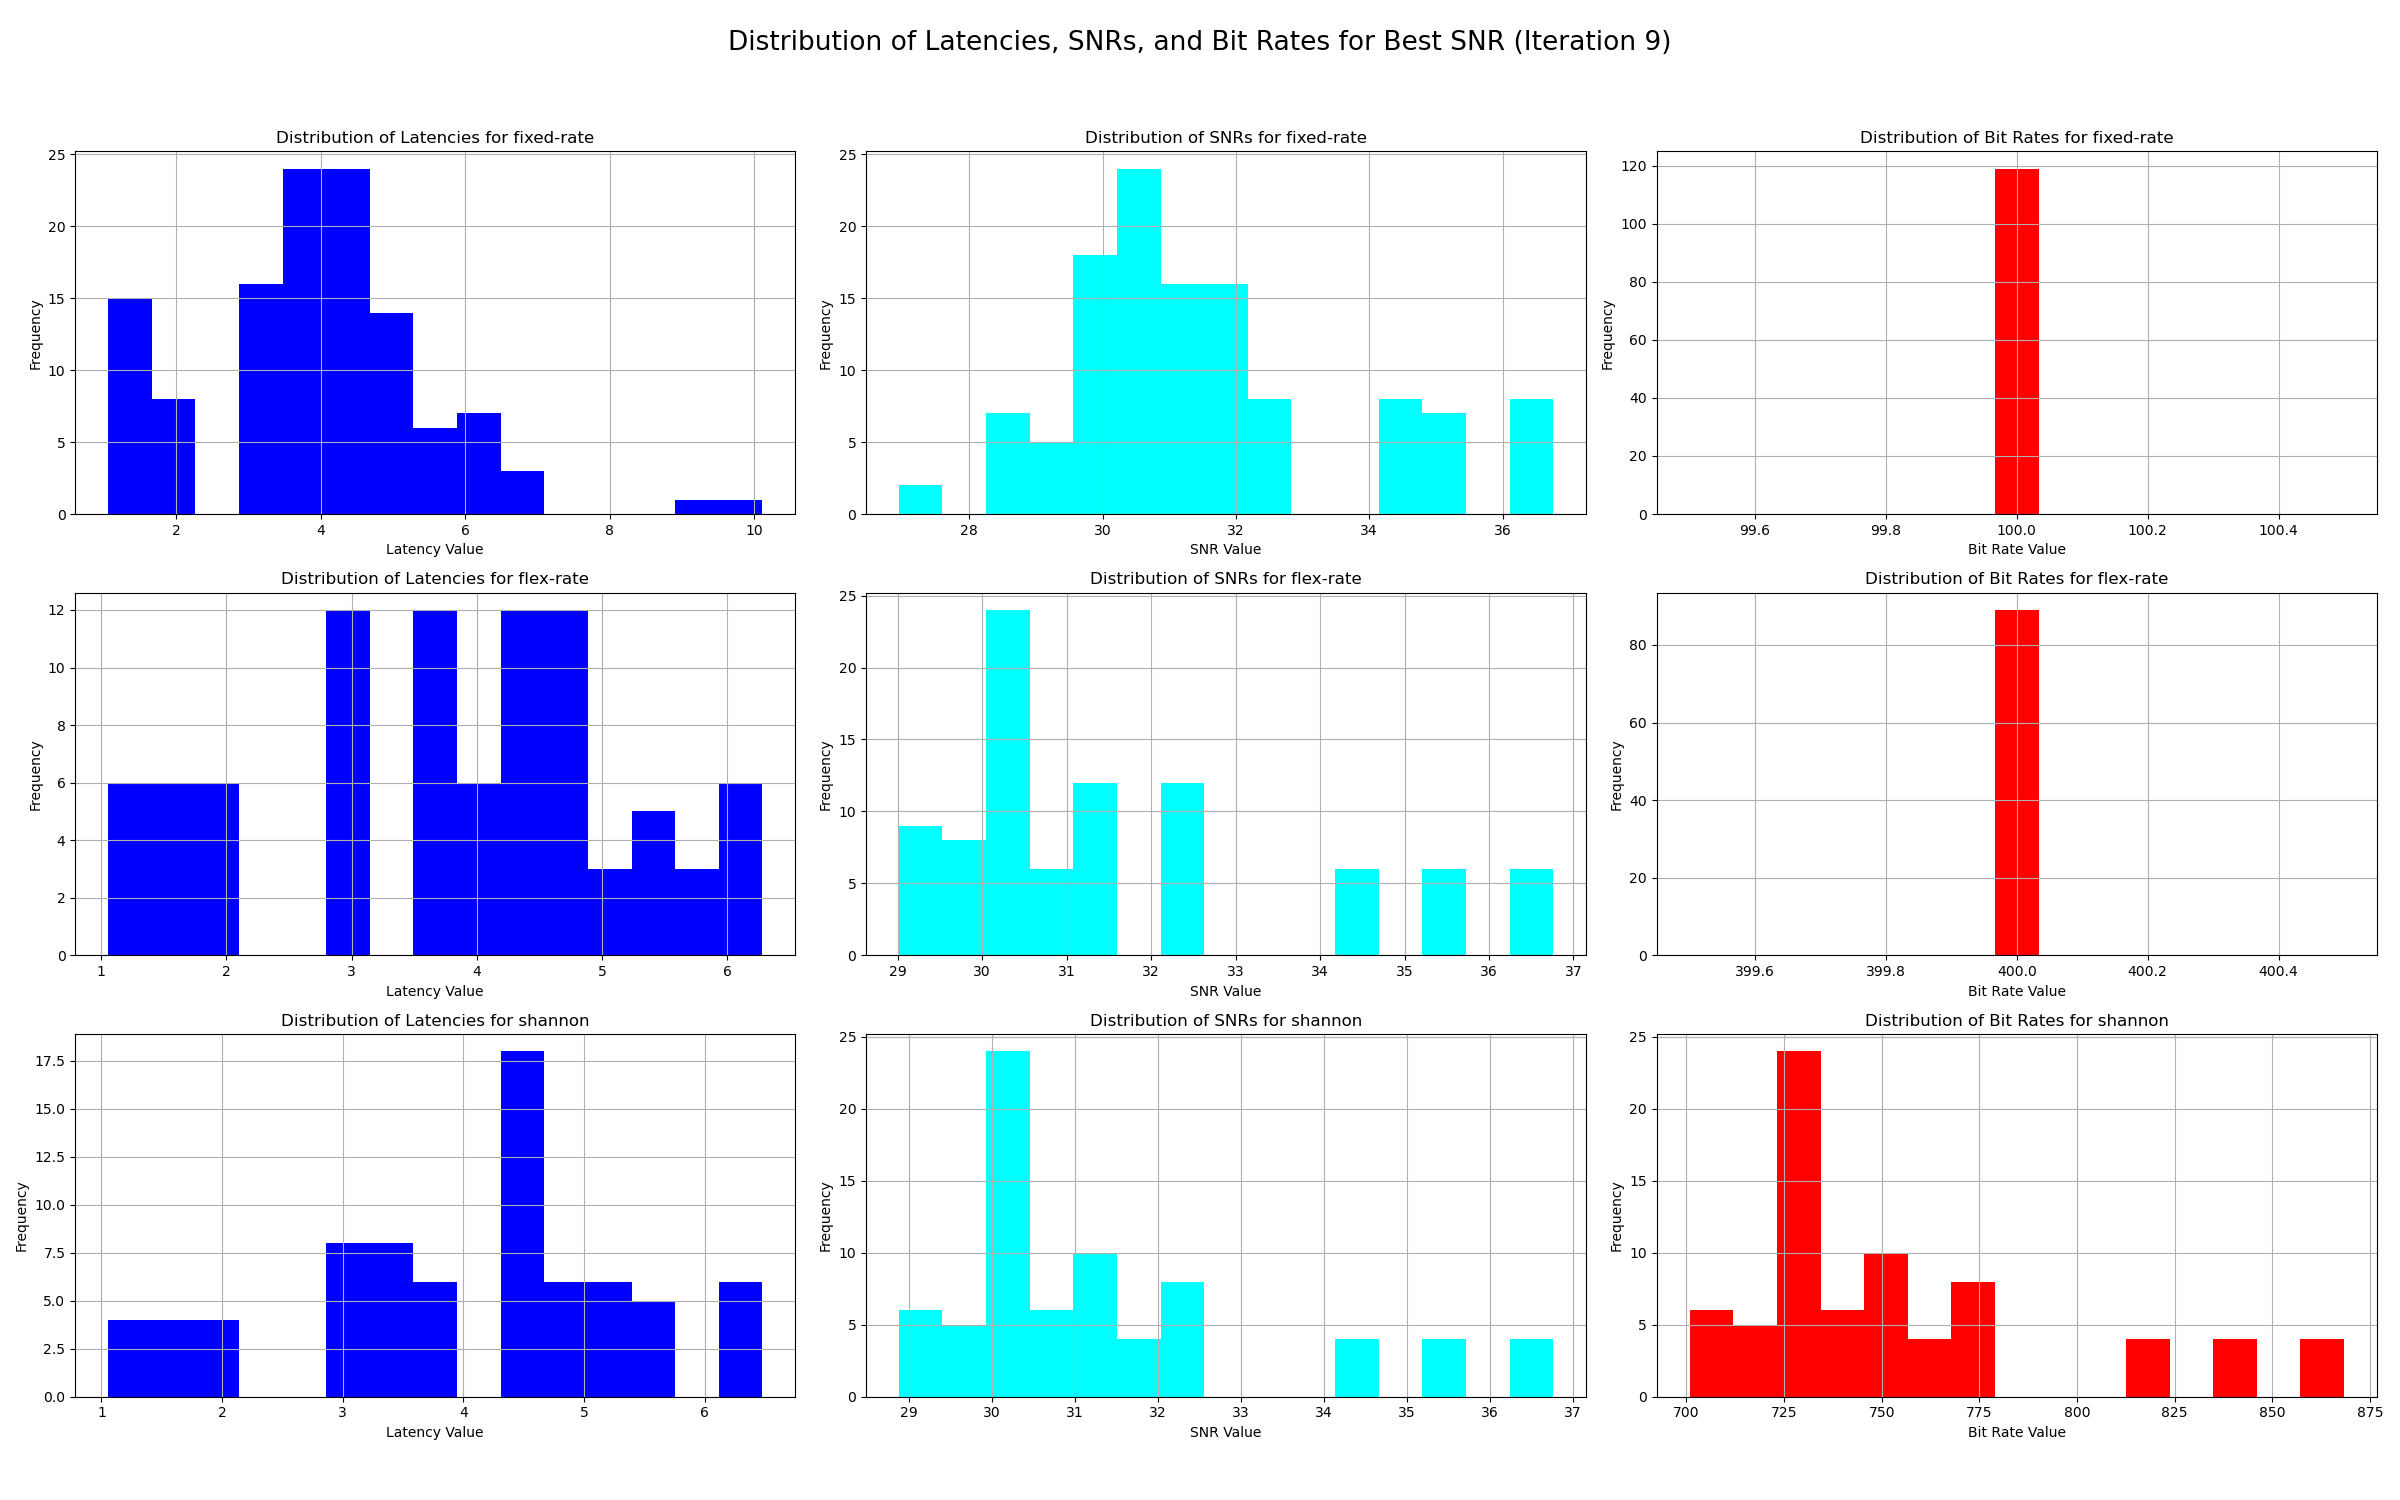 Distribution of Latencies, SNRs, and Bit Rates for Best SNR (Iteration 9)
Distribution of Latencies for fixed-rate
Frequency
25
20
15
10
5
0
2 4 6 8 10
Latency Value
Distribution of SNRs for fixed-rate
Frequency
25
20
15
10
5
0
28 30 32 34 36
SNR Value
Distribution of Bit Rates for fixed-rate
Frequency
120
100
80
60
40
20
0
99.6 99.8 100.0 100.2 100.4
Bit Rate Value
Distribution of Latencies for flex-rate
Frequency
12
10
8
6
4
2
0
1 2 3 4 5 6
Latency Value
Distribution of SNRs for flex-rate
Frequency
25
20
15
10
5
0
29 30 31 32 33 34 35 36 37
SNR Value
Distribution of Bit Rates for flex-rate
Frequency
80
60
40
20
0
399.6 399.8 400.0 400.2 400.4
Bit Rate Value
Distribution of Latencies for shannon
Frequency
17.5
15.0
12.5
10.0
7.5
5.0
2.5
0.0
1 2 3 4 5 6
Latency Value
Distribution of SNRs for shannon
Frequency
25
20
15
10
5
0
29 30 31 32 33 34 35 36 37
SNR Value
Distribution of Bit Rates for shannon
Frequency
25
20
15
10
5
0
700 725 750 775 800 825 850 875
Bit Rate Value